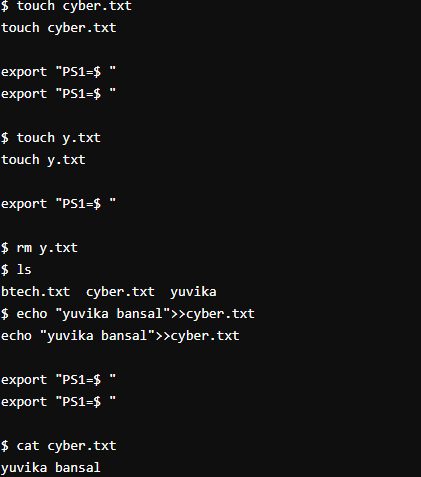 $ touch cyber.txt
touch cyber.txt
export "PS1=$ "
export "PS1=$ "
$ touch y.txt
touch y.txt
export "PS1=$ "
$ rm y.txt
$ ls
btech.txt  cyber.txt  yuvika
$ echo "yuvika bansal">>cyber.txt
echo "yuvika bansal">>cyber.txt
export "PS1=$ "
export "PS1=$ "
$ cat cyber.txt
yuvika bansal